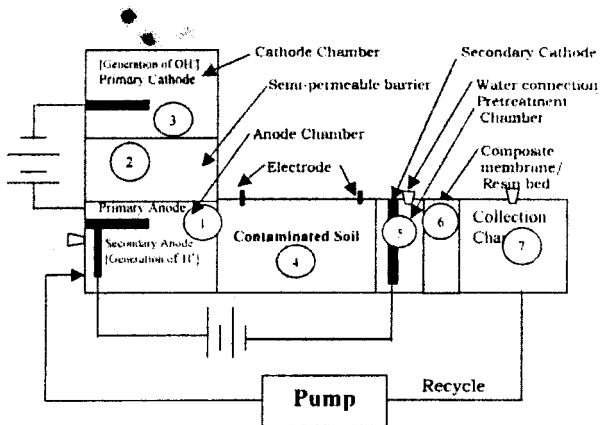 Cathode Chamber
[Generation of OH⁻]
Primary Cathode
Semi-permeable barrier
Anode Chamber
Electrode
Secondary Cathode
Water connection
Pretreatment
Chamber
Composite
membrane/
Resin bed
3
2
Primary Anode
1
Secondary Anode
[Generation of H⁺]
Contaminated Soil
4
5
6
Collection
7
Pump
Recycle